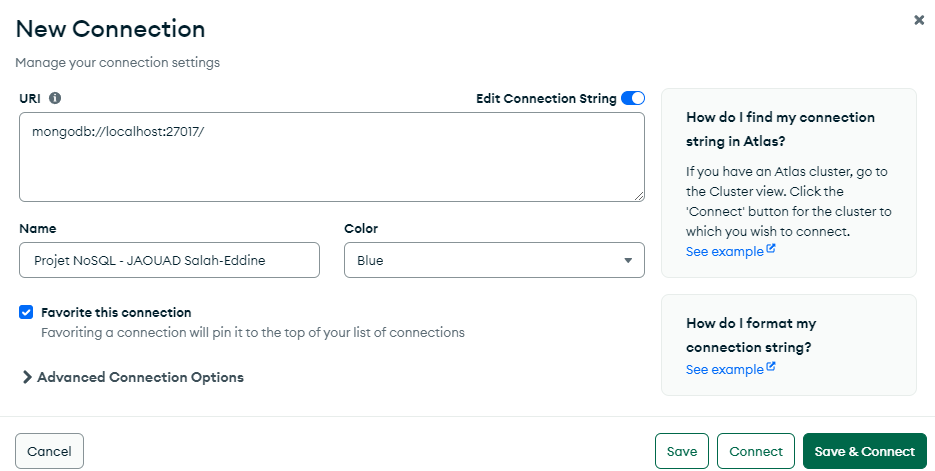 New Connection
Manage your connection settings
URI
Edit Connection String
mongodb://localhost:27017/
Name
Color
Projet NoSQL - JAOUAD Salah-Eddine
Blue
Favorite this connection
Favoriting a connection will pin it to the top of your list of connections
Advanced Connection Options
How do I find my connection
string in Atlas?
If you have an Atlas cluster, go to
the Cluster view. Click the
'Connect' button for the cluster to
which you wish to connect.
See example
How do I format my
connection string?
See example
Cancel
Save
Connect
Save & Connect